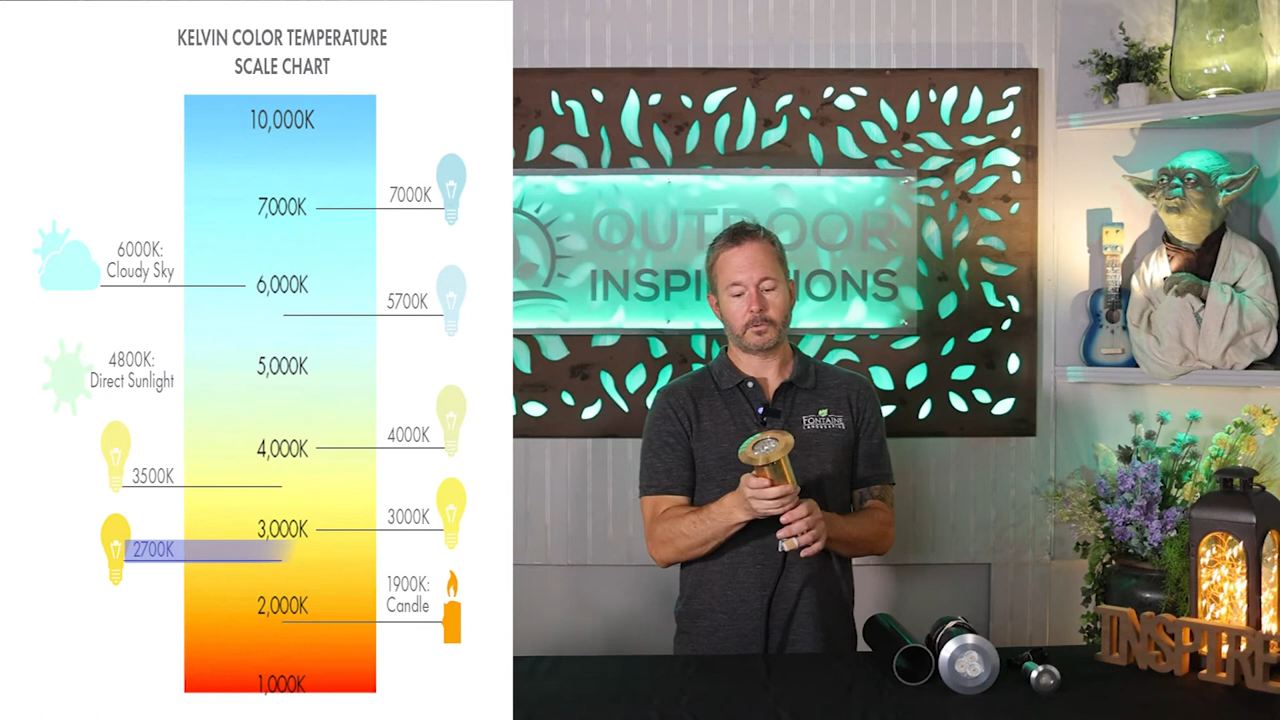 KELVIN COLOR TEMPERATURE
SCALE CHART
10,000K
7,000K
6,000K
5,000K
4,000K
3,000K
2,000K
1,000K
6000K:
Cloudy Sky
4800K:
Direct Sunlight
3500K
2700K
7000K
5700K
4000K
3000K
1900K:
Candle
OUTDOOR
INSPIRATIONS
FONTAINE
LANDSCAPING
INSPIRE